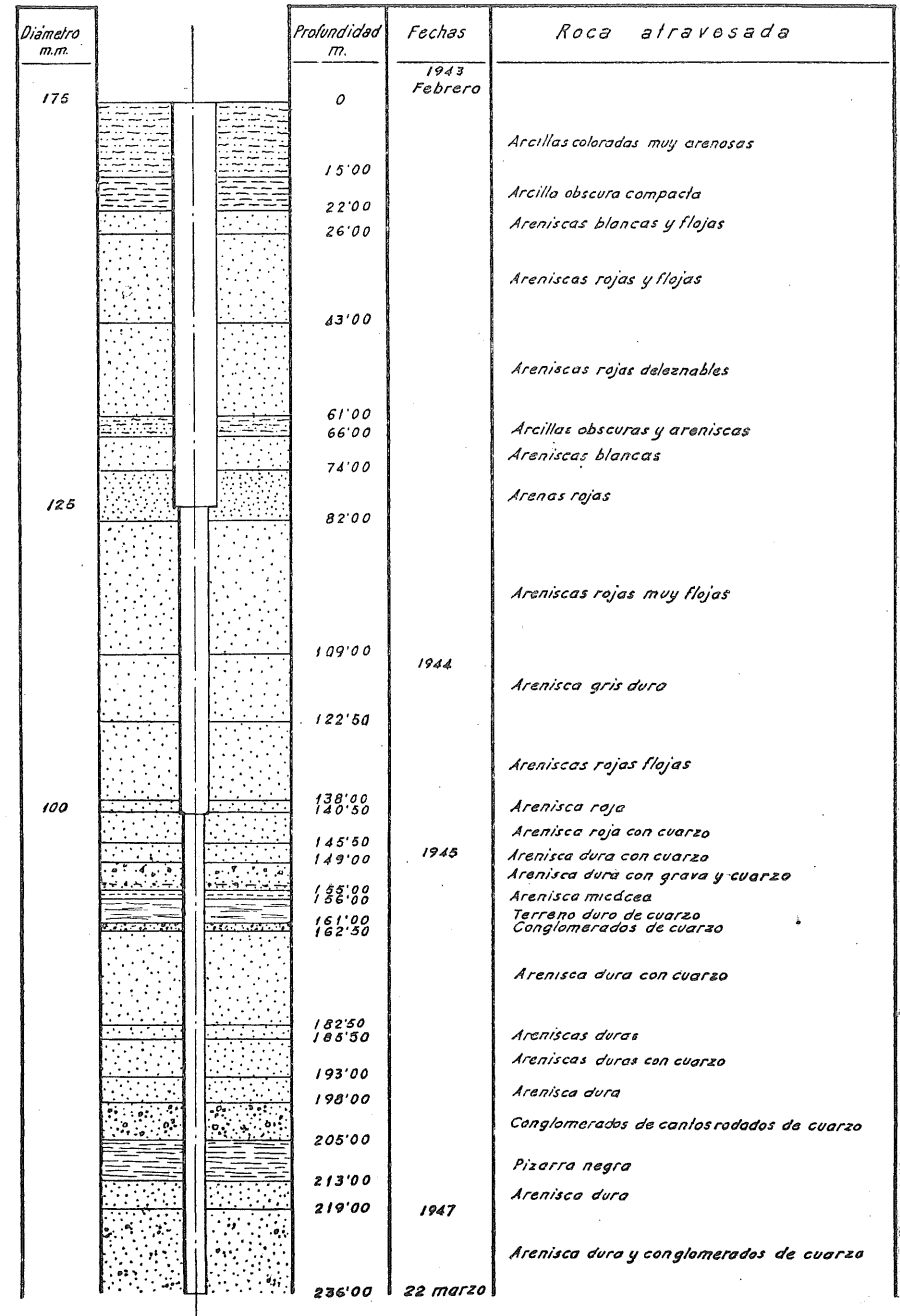 Diámetro m.m. Profundidad m. Fechas Roca atravesada
1943
Febrero
175 0
Arcillas coloradas muy arenosas
15'00
Arcilla obscura compacta
22'00
Areniscas blancas y flojas
26'00
Areniscas rojas y flojas
43'00
Areniscas rojas deleznables
61'00
Arcillas obscuras y areniscas
66'00
Areniscas blancas
74'00
Arenas rojas
125
82'00
Areniscas rojas muy flojas
109'00
1944
Arenisca gris dura
122'50
Areniscas rojas flojas
138'00
100 Arenisca roja
140'50
Arenisca roja con cuarzo
145'50
1945 Arenisca dura con cuarzo
149'00
Arenisca dura con grava y cuarzo
155'00
Arenisca micácea
156'00
Terreno duro de cuarzo
161'00
Conglomerados de cuarzo
162'50
Arenisca dura con cuarzo
182'50
Areniscas duras
185'50
Areniscas duras con cuarzo
193'00
Arenisca dura
198'00
Conglomerados de cantos rodados de cuarzo
205'00
Pizarra negra
213'00
Arenisca dura
219'00 1947
Arenisca dura y conglomerados de cuarzo
236'00 22 marzo